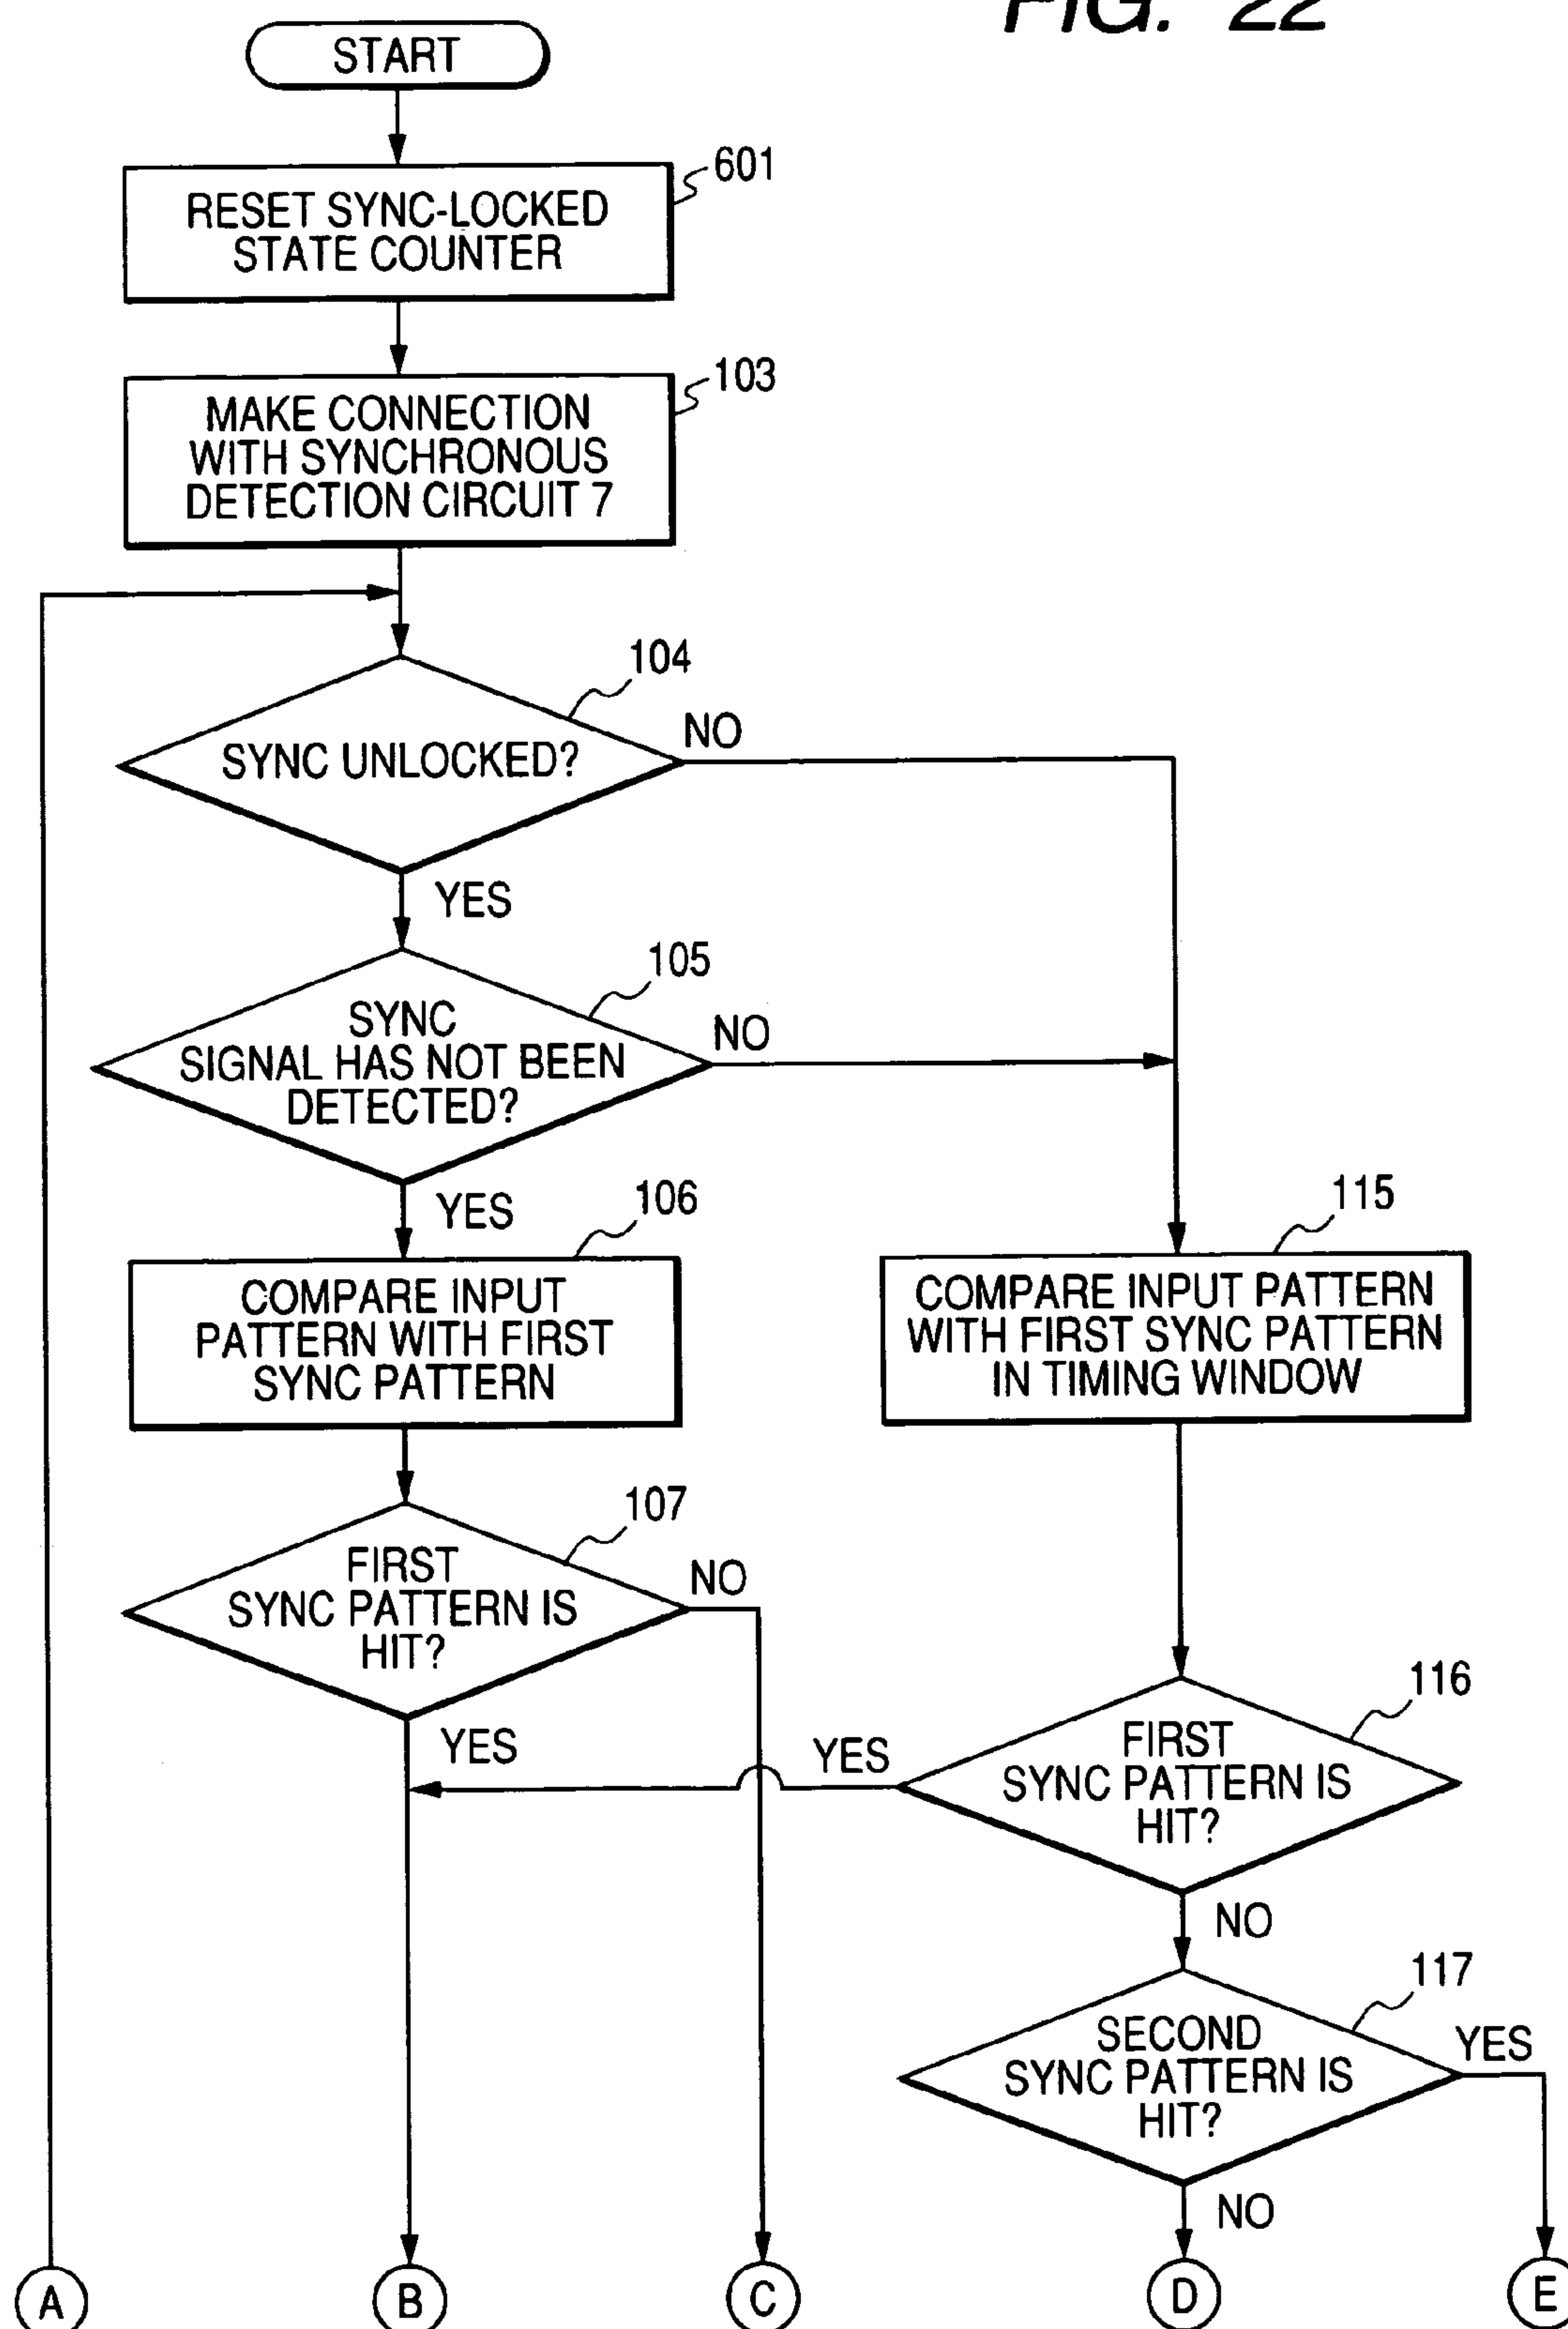 FIG. 22
START
601
RESET SYNC-LOCKED
STATE COUNTER
103
MAKE CONNECTION
WITH SYNCHRONOUS
DETECTION CIRCUIT 7
104
SYNC UNLOCKED?
NO
YES
105
SYNC
SIGNAL HAS NOT BEEN
DETECTED?
NO
YES
106
COMPARE INPUT
PATTERN WITH FIRST
SYNC PATTERN
115
COMPARE INPUT PATTERN
WITH FIRST SYNC PATTERN
IN TIMING WINDOW
107
FIRST
SYNC PATTERN IS
HIT?
NO
YES
116
FIRST
SYNC PATTERN IS
HIT?
YES
NO
117
SECOND
SYNC PATTERN IS
HIT?
YES
NO
A
B
C
D
E